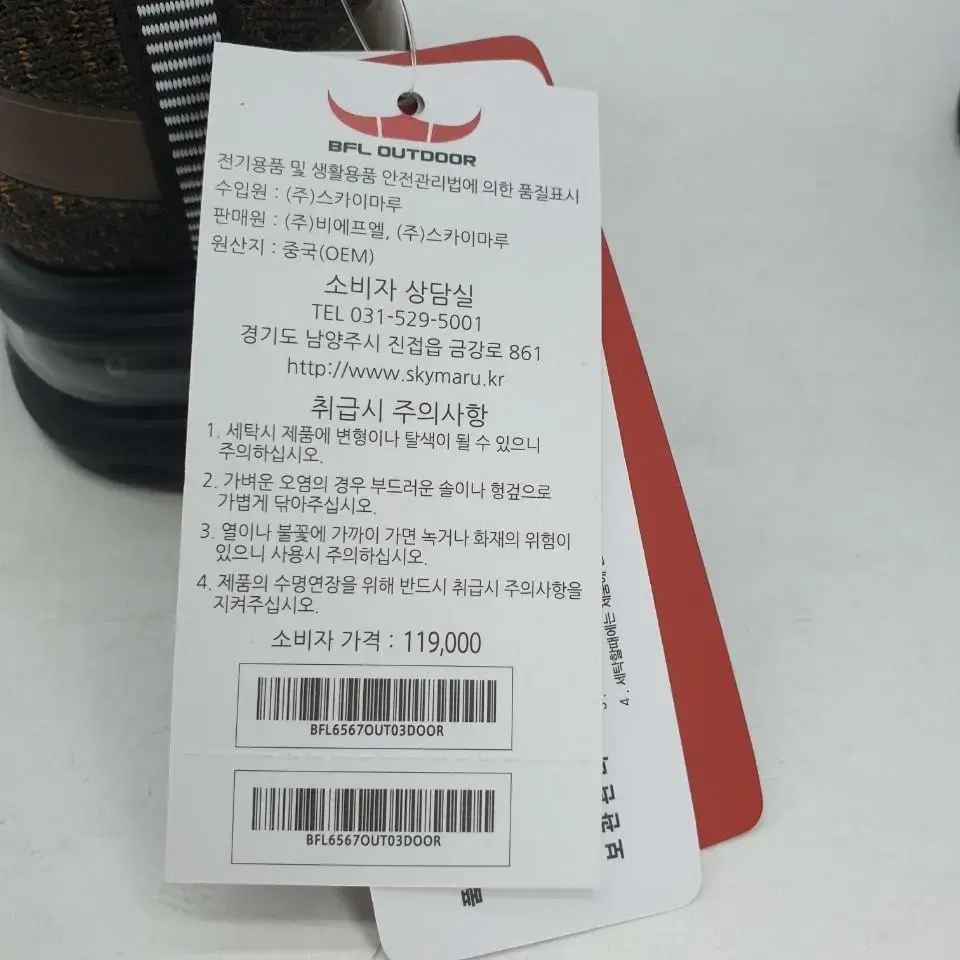 BFL OUTDOOR
전기용품 및 생활용품 안전관리법에 의한 품질표시
수입원 : (주)스카이마루
판매원 : (주)비에프엘, (주)스카이마루
원산지 : 중국(OEM)
소비자 상담실
TEL 031-529-5001
경기도 남양주시 진접읍 금강로 861
http://www.skymaru.kr
취급시 주의사항
1. 세탁시 제품에 변형이나 탈색이 될 수 있으니
주의하십시오.
2. 가벼운 오염의 경우 부드러운 솔이나 헝겊으로
가볍게 닦아주십시오.
3. 열이나 불꽃에 가까이 가면 녹거나 화재의 위험이
있으니 사용시 주의하십시오.
4. 제품의 수명연장을 위해 반드시 취급시 주의사항을
지켜주십시오.
소비자 가격 : 119,000
BFL6567OUT03DOOR
BFL6567OUT03DOOR
4. 세탁할때에는
보관
품